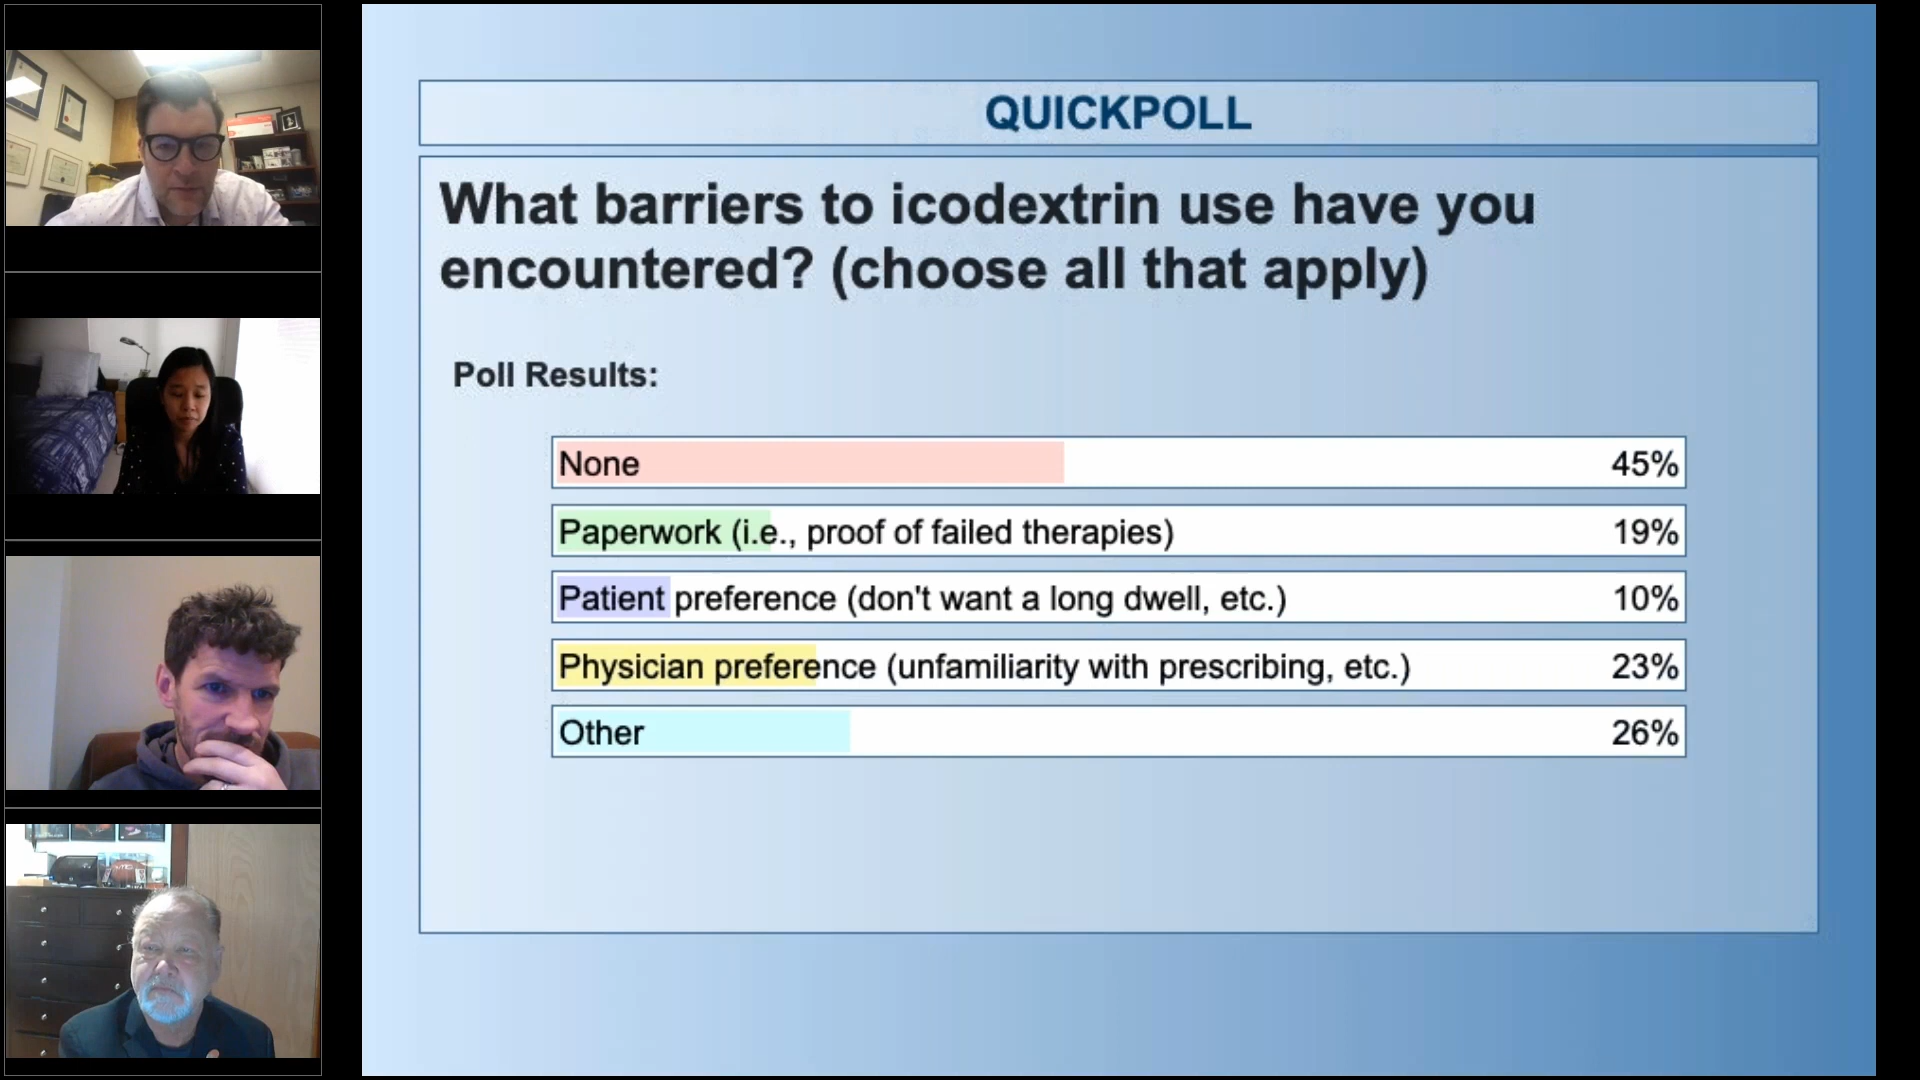 QUICKPOLL
What barriers to icodextrin use have you
encountered? (choose all that apply)
Poll Results:
None 45%
Paperwork (i.e., proof of failed therapies) 19%
Patient preference (don't want a long dwell, etc.) 10%
Physician preference (unfamiliarity with prescribing, etc.) 23%
Other 26%